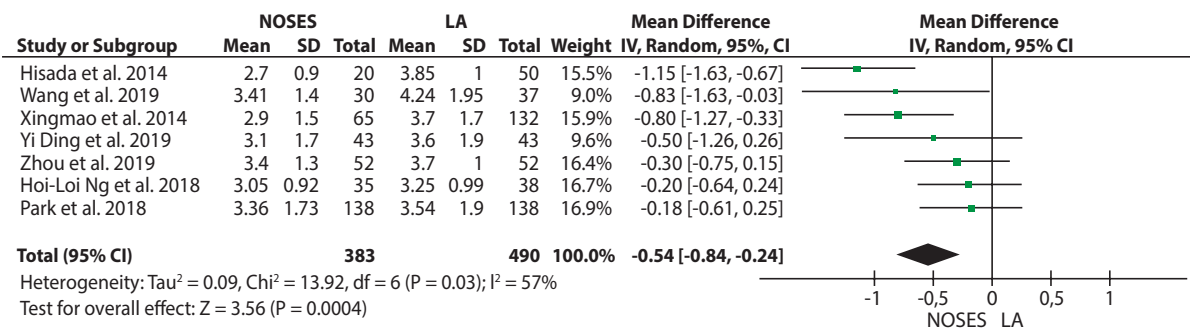 NOSES LA Mean Difference Mean Difference
Study or Subgroup Mean SD Total Mean SD Total Weight IV, Random, 95%, CI IV, Random, 95% CI
Hisada et al. 2014 2.7 0.9 20 3.85 1 50 15.5% -1.15 [-1.63, -0.67]
Wang et al. 2019 3.41 1.4 30 4.24 1.95 37 9.0% -0.83 [-1.63, -0.03]
Xingmao et al. 2014 2.9 1.5 65 3.7 1.7 132 15.9% -0.80 [-1.27, -0.33]
Yi Ding et al. 2019 3.1 1.7 43 3.6 1.9 43 9.6% -0.50 [-1.26, 0.26]
Zhou et al. 2019 3.4 1.3 52 3.7 1 52 16.4% -0.30 [-0.75, 0.15]
Hoi-Loi Ng et al. 2018 3.05 0.92 35 3.25 0.99 38 16.7% -0.20 [-0.64, 0.24]
Park et al. 2018 3.36 1.73 138 3.54 1.9 138 16.9% -0.18 [-0.61, 0.25]
Total (95% CI) 383 490 100.0% -0.54 [-0.84, -0.24]
Heterogeneity: Tau² = 0.09, Chi² = 13.92, df = 6 (P = 0.03); I² = 57%
Test for overall effect: Z = 3.56 (P = 0.0004)
-1 -0,5 0 0,5 1
NOSES LA